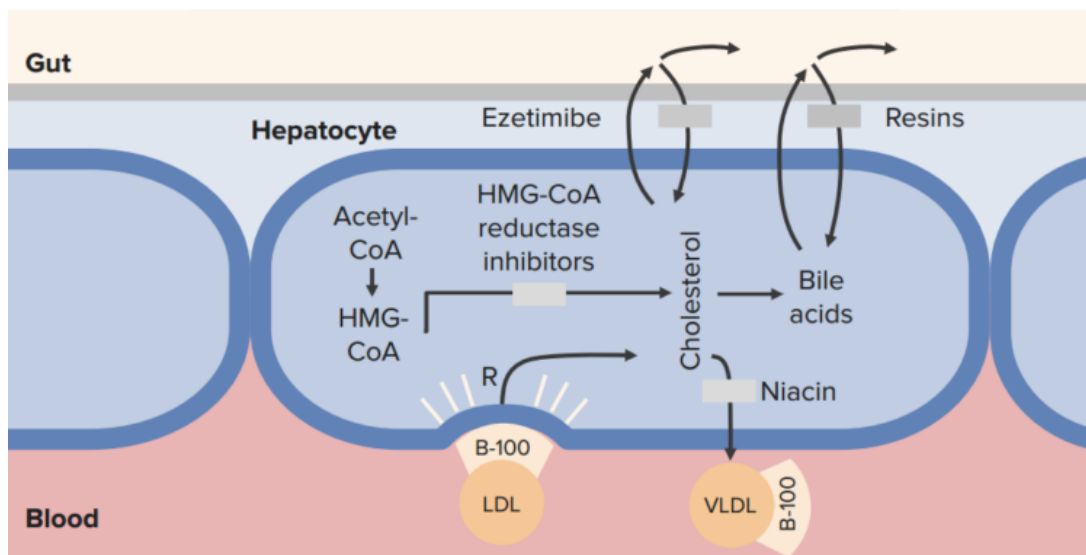 Gut
Ezetimibe
Resins
Hepatocyte
Acetyl-
CoA
HMG-CoA
reductase
inhibitors
HMG-
CoA
Cholesterol
Bile
acids
R
Niacin
B-100
LDL
VLDL
B-100
Blood